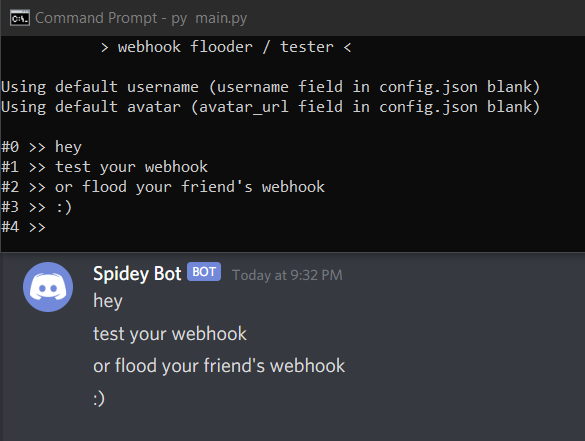 Command Prompt - py main.py
> webhook flooder / tester <
Using default username (username field in config.json blank)
Using default avatar (avatar_url field in config.json blank)
#0 >> hey
#1 >> test your webhook
#2 >> or flood your friend's webhook
#3 >> :)
#4 >>
Spidey Bot BOT Today at 9:32 PM
hey
test your webhook
or flood your friend's webhook
:)